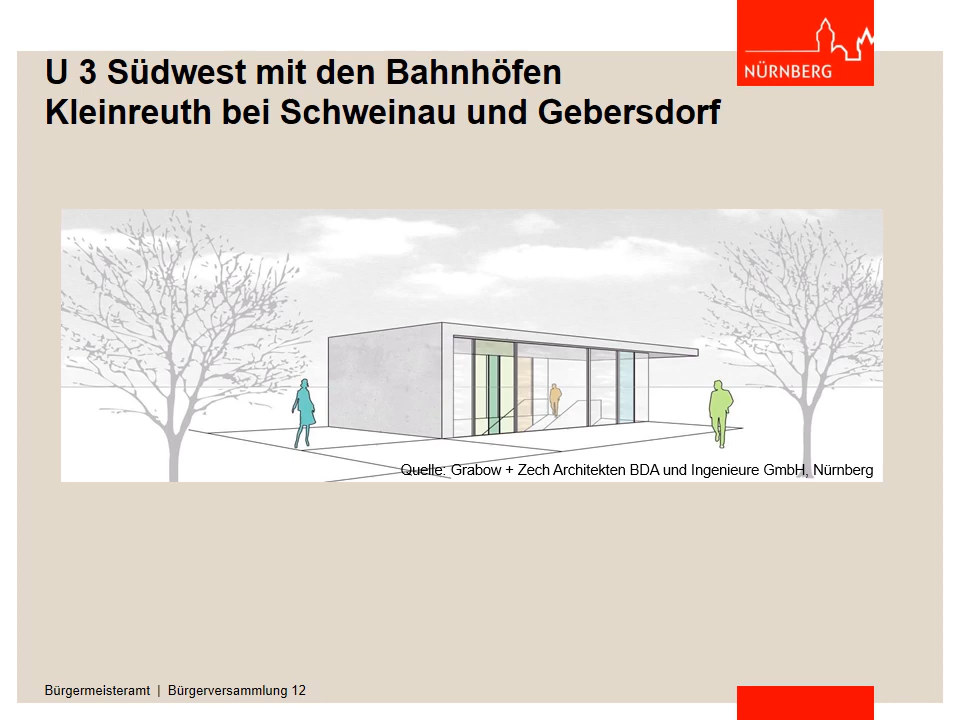 U 3 Südwest mit den Bahnhöfen
Kleinreuth bei Schweinau und Gebersdorf
NÜRNBERG
Quelle: Grabow + Zech Architekten BDA und Ingenieure GmbH, Nürnberg
Bürgermeisteramt | Bürgerversammlung 12